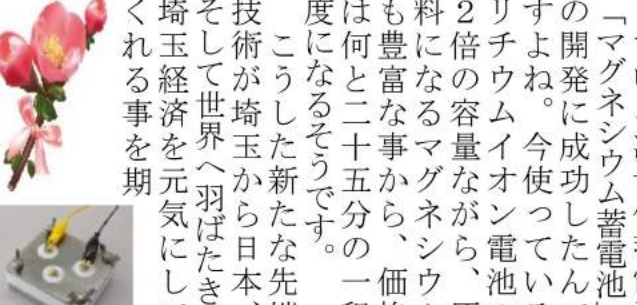 「マグネシウム蓄電池
の開発に成功したんで
すよね。今使ってい
リチウムイオン電池
2倍の容量ながら、
料になるマグネシウ
も豊富な事から、価格
は何と二十五分の一程
度になるそうです。
こうした新たな先端
技術が埼玉から日本、
そして世界へ羽ばたき
埼玉経済を元気にして
くれる事を期